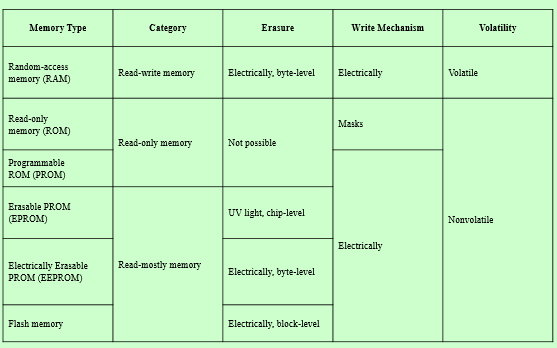 Memory Type Category Erasure Write Mechanism Volatility
Random-access
memory (RAM)
Read-write memory
Electrically, byte-level
Electrically
Volatile
Read-only
memory (ROM)
Read-only memory
Not possible
Masks
Nonvolatile
Programmable
ROM (PROM)
Electrically
Erasable PROM
(EPROM)
Read-mostly memory
UV light, chip-level
Electrically Erasable
PROM (EEPROM)
Electrically, byte-level
Flash memory
Electrically, block-level